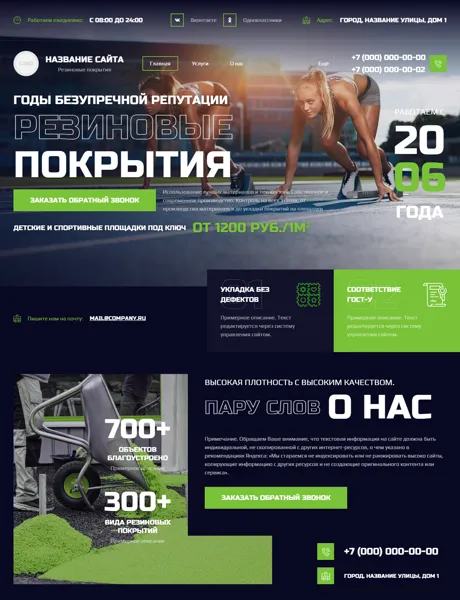 Работаем ежедневно: С 08:00 ДО 24:00
Вконтакте
Одноклассники
Адрес: ГОРОД, НАЗВАНИЕ УЛИЦЫ, ДОМ 1
НАЗВАНИЕ САЙТА
Резиновые покрытия
Главная
Услуги
О нас
Ещё
+7 (000) 000-00-00
+7 (000) 000-00-02
ГОДЫ БЕЗУПРЕЧНОЙ РЕПУТАЦИИ
РЕЗИНОВЫЕ
ПОКРЫТИЯ
РАБОТАЕМ С
20
06
ГОДА
ЗАКАЗАТЬ ОБРАТНЫЙ ЗВОНОК
Использование лучших материалов и технологий.
современное производство. Контроль на всех этапах: от
производства материалов и до укладки покрытий на площадки
ДЕТСКИЕ И СПОРТИВНЫЕ ПЛОЩАДКИ ПОД КЛЮЧ ОТ 1200 РУБ./1М²
01
УКЛАДКА БЕЗ
ДЕФЕКТОВ
Примерное описание. Текст
редактируется через систему
управления сайтом.
СООТВЕТСТВИЕ
ГОСТ-У
Примерное описание. Текст
редактируется через систему
управления сайтом.
Пишите нам на почту: MAIL@COMPANY.RU
ВЫСОКАЯ ПЛОТНОСТЬ С ВЫСОКИМ КАЧЕСТВОМ.
ПАРУ СЛОВ О НАС
Примечание. Обращаем Ваше внимание, что текстовая информация на сайте должна быть
индивидуальной, не скопированной с других интернет-ресурсов, о чем указано в
рекомендациях Яндекса: «Мы стараемся не индексировать или не ранжировать высоко сайты,
копирующие информацию с других ресурсов и не создающие оригинального контента или
сервиса».
ЗАКАЗАТЬ ОБРАТНЫЙ ЗВОНОК
700+
ОБЪЕКТОВ
БЛАГОУСТРОЕНО
Примерное описание
300+
ВИДА РЕЗИНОВЫХ
ПОКРЫТИЙ
Примерное описание
+7 (000) 000-00-00
ГОРОД, НАЗВАНИЕ УЛИЦЫ, ДОМ 1